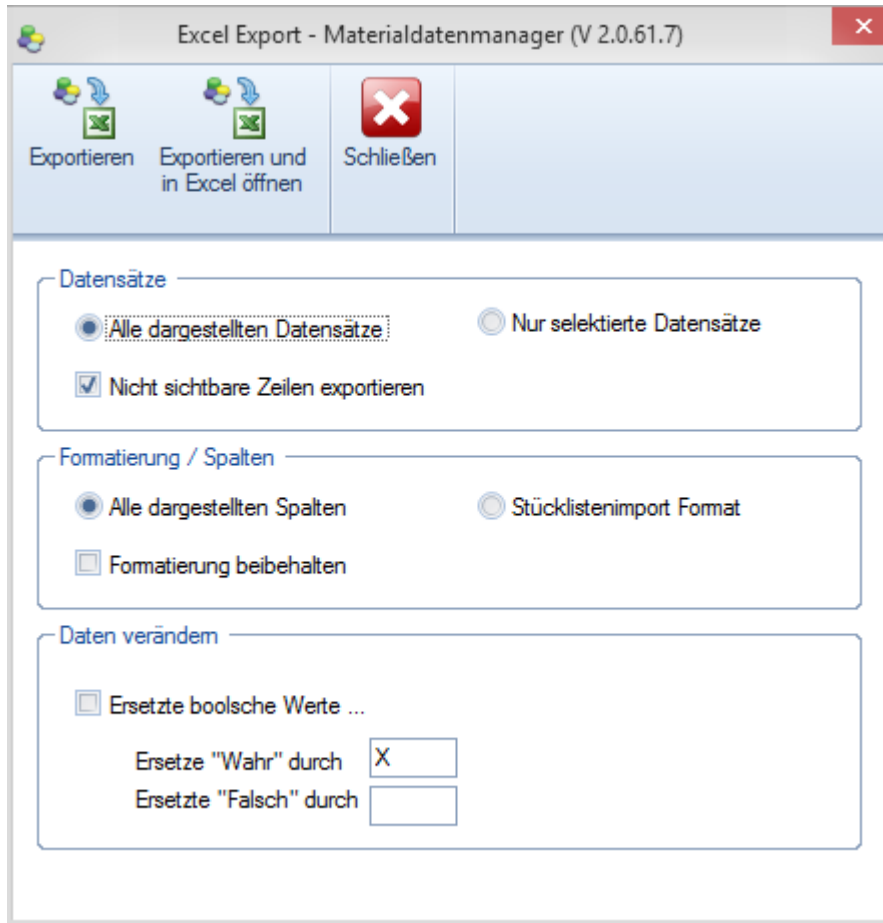 Excel Export - Materialdatenmanager (V 2.0.61.7)
Exportieren
Exportieren und
in Excel öffnen
Schließen
Datensätze
Alle dargestellten Datensätze
Nur selektierte Datensätze
Nicht sichtbare Zeilen exportieren
Formatierung / Spalten
Alle dargestellten Spalten
Stücklistenimport Format
Formatierung beibehalten
Daten verändern
Ersetzte boolsche Werte ...
Ersetze "Wahr" durch X
Ersetzte "Falsch" durch